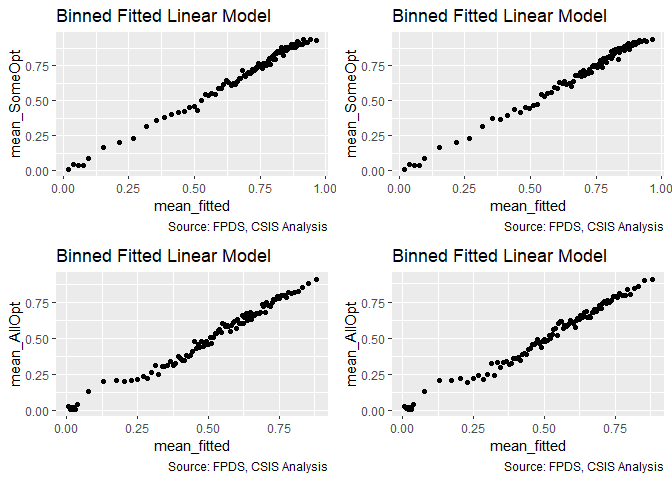 Binned Fitted Linear Model
mean_SomeOpt
0.75
0.50
0.25
0.00
0.00 0.25 0.50 0.75 1.00
mean_fitted
Source: FPDS, CSIS Analysis
Binned Fitted Linear Model
mean_SomeOpt
0.75
0.50
0.25
0.00
0.00 0.25 0.50 0.75 1.00
mean_fitted
Source: FPDS, CSIS Analysis
Binned Fitted Linear Model
mean_AllOpt
0.75
0.50
0.25
0.00
0.00 0.25 0.50 0.75
mean_fitted
Source: FPDS, CSIS Analysis
Binned Fitted Linear Model
mean_AllOpt
0.75
0.50
0.25
0.00
0.00 0.25 0.50 0.75
mean_fitted
Source: FPDS, CSIS Analysis